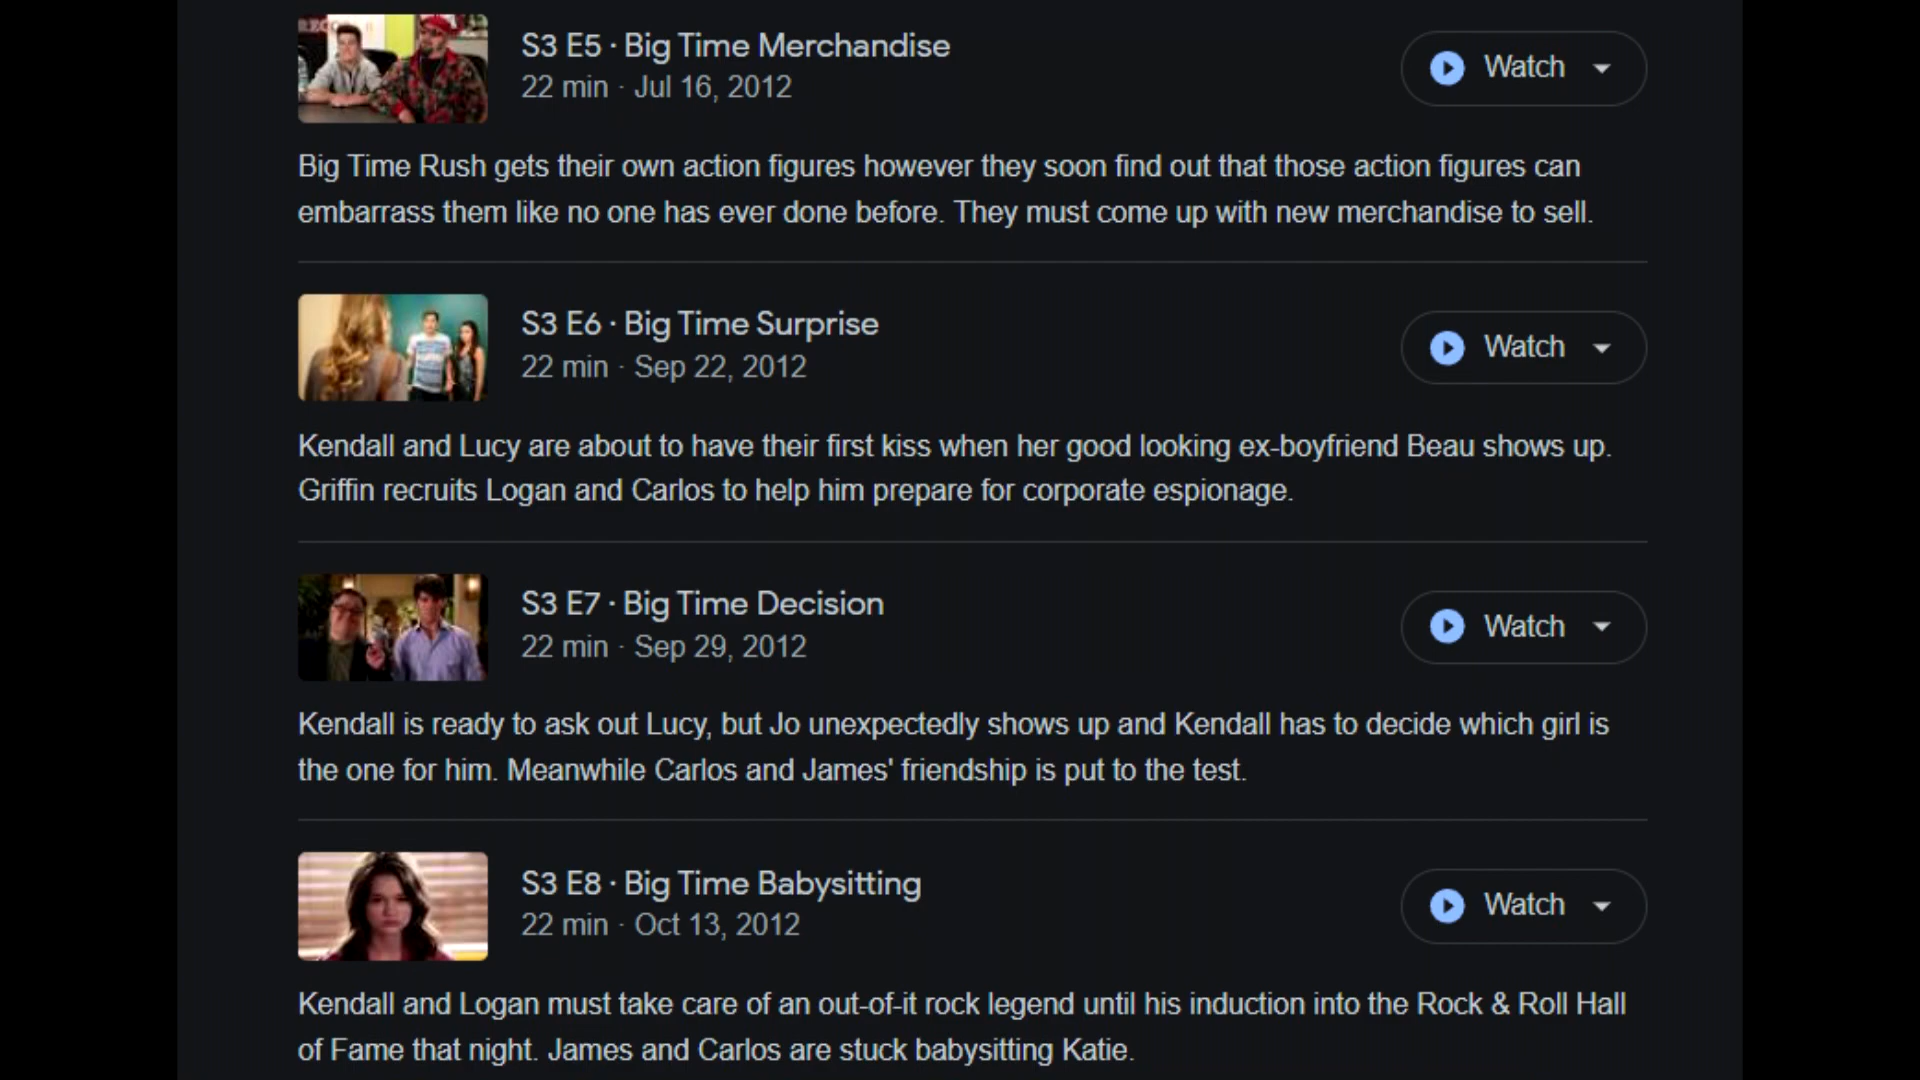 S3 E5 · Big Time Merchandise
22 min · Jul 16, 2012
Watch
Big Time Rush gets their own action figures however they soon find out that those action figures can
embarrass them like no one has ever done before. They must come up with new merchandise to sell.
S3 E6 · Big Time Surprise
22 min · Sep 22, 2012
Watch
Kendall and Lucy are about to have their first kiss when her good looking ex-boyfriend Beau shows up.
Griffin recruits Logan and Carlos to help him prepare for corporate espionage.
S3 E7 · Big Time Decision
22 min · Sep 29, 2012
Watch
Kendall is ready to ask out Lucy, but Jo unexpectedly shows up and Kendall has to decide which girl is
the one for him. Meanwhile Carlos and James' friendship is put to the test.
S3 E8 · Big Time Babysitting
22 min · Oct 13, 2012
Watch
Kendall and Logan must take care of an out-of-it rock legend until his induction into the Rock & Roll Hall
of Fame that night. James and Carlos are stuck babysitting Katie.